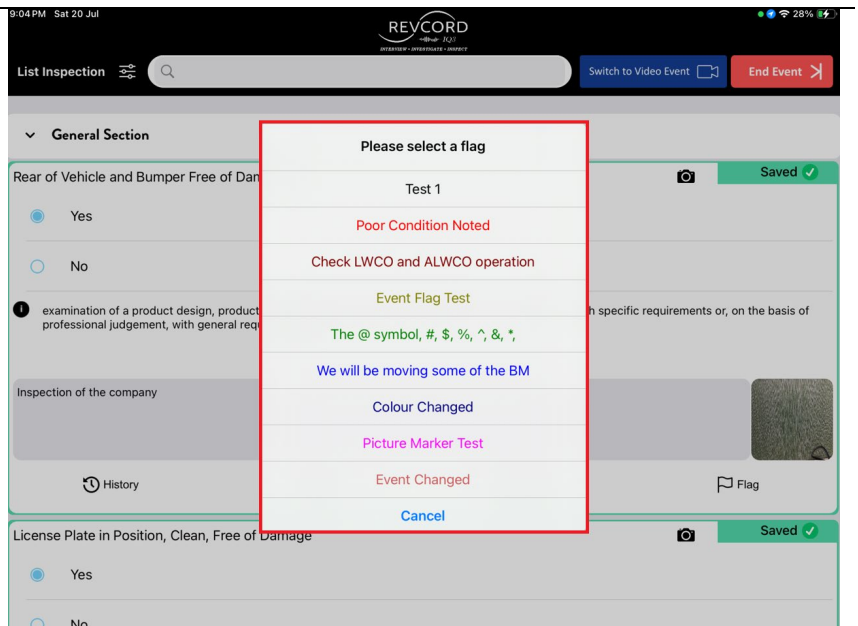 9:04 PM Sat 20 Jul
28%
REVCORD
IQ3
INTERVIEW • INVESTIGATE • INSPECT
List Inspection
Switch to Video Event
End Event
General Section
Please select a flag
Rear of Vehicle and Bumper Free of Dam
Saved
Test 1
Yes
Poor Condition Noted
No
Check LWCO and ALWCO operation
Event Flag Test
examination of a product design, product
h specific requirements or, on the basis of
professional judgement, with general requ
The @ symbol, #, $, %, ^, &, *,
We will be moving some of the BM
Inspection of the company
Colour Changed
Picture Marker Test
Event Changed
History
Flag
Cancel
License Plate in Position, Clean, Free of Damage
Saved
Yes
No